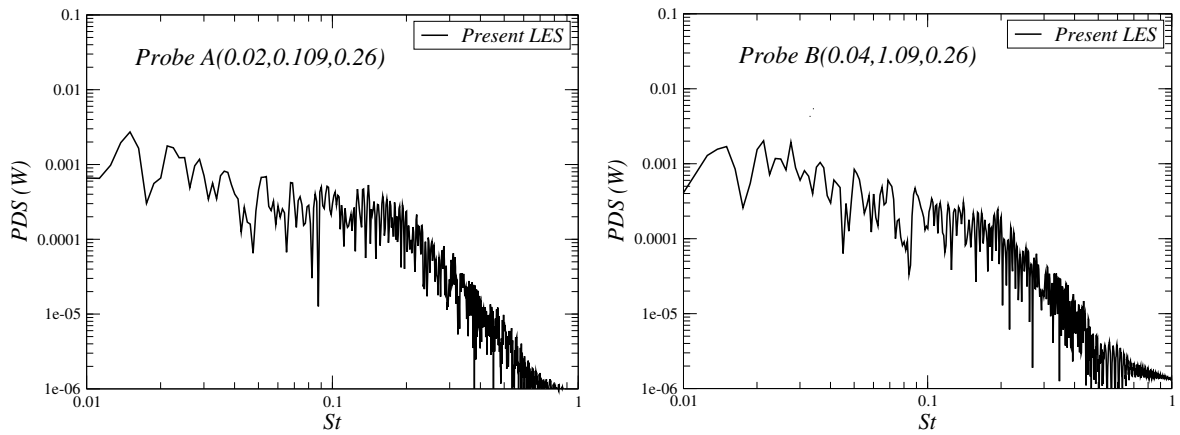 0.1
Present LES
Probe A(0.02,0.109,0.26)
0.01
0.001
PDS (W)
0.0001
1e-05
1e-06
0.01
0.1
1
St
0.1
Present LES
Probe B(0.04,1.09,0.26)
0.01
0.001
PDS (W)
0.0001
1e-05
1e-06
0.01
0.1
1
St